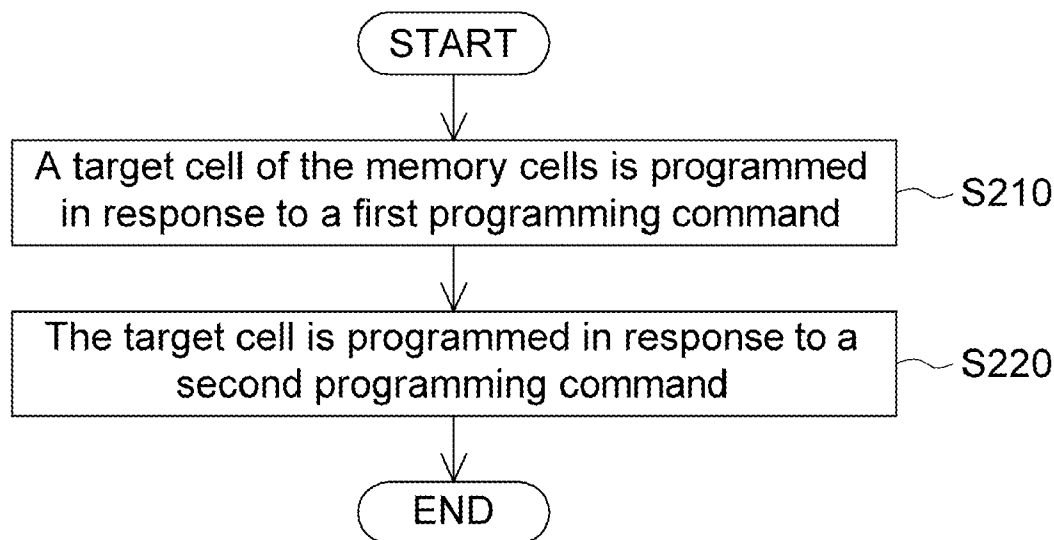 START
A target cell of the memory cells is programmed
in response to a first programming command
S210
The target cell is programmed in response to a
second programming command
S220
END